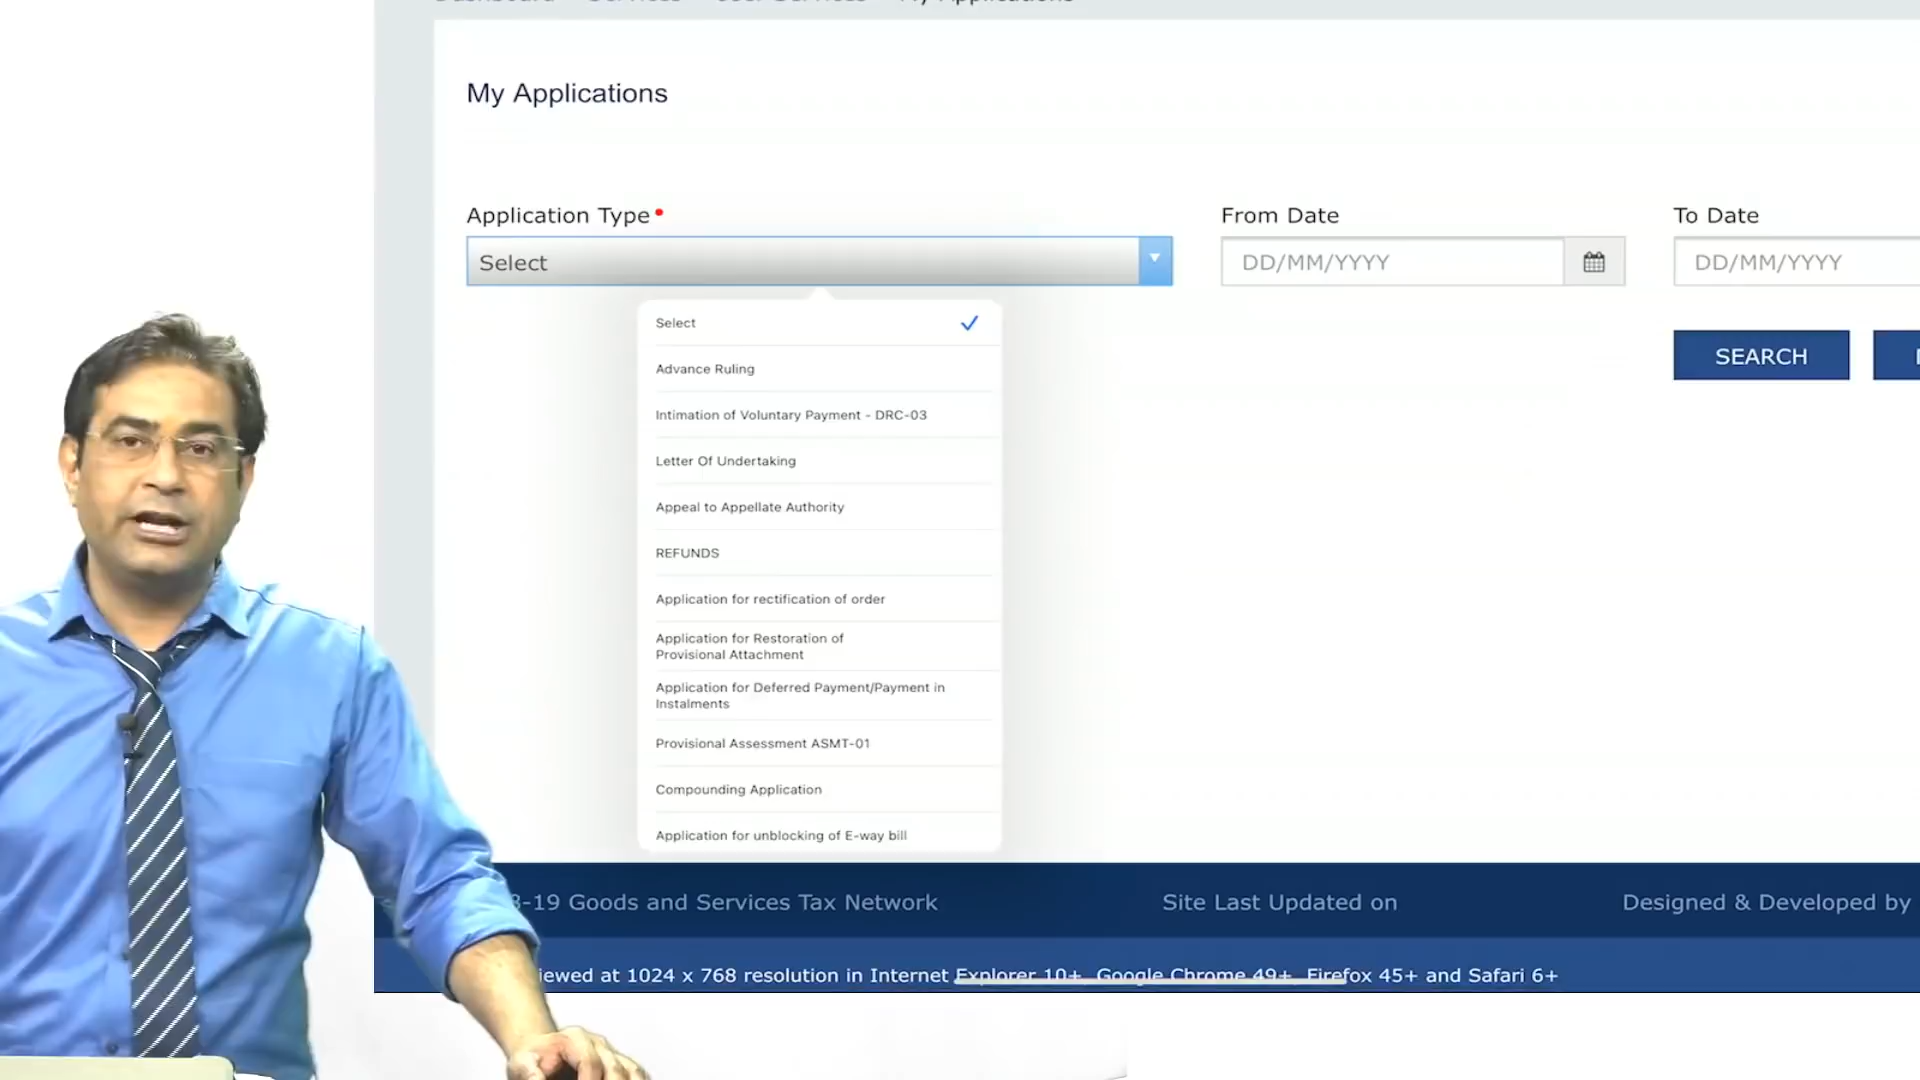 My Applications
Application Type
From Date
To Date
Select
DD/MM/YYYY
DD/MM/YYYY
SEARCH
Select
Advance Ruling
Intimation of Voluntary Payment - DRC-03
Letter Of Undertaking
Appeal to Appellate Authority
REFUNDS
Application for rectification of order
Application for Restoration of
Provisional Attachment
Application for Deferred Payment/Payment in
Instalments
Provisional Assessment ASMT-01
Compounding Application
Application for unblocking of E-way bill
-19 Goods and Services Tax Network
Site Last Updated on
Designed & Developed by
iewed at 1024 x 768 resolution in Internet Explorer 10+, Google Chrome 49+, Firefox 45+ and Safari 6+